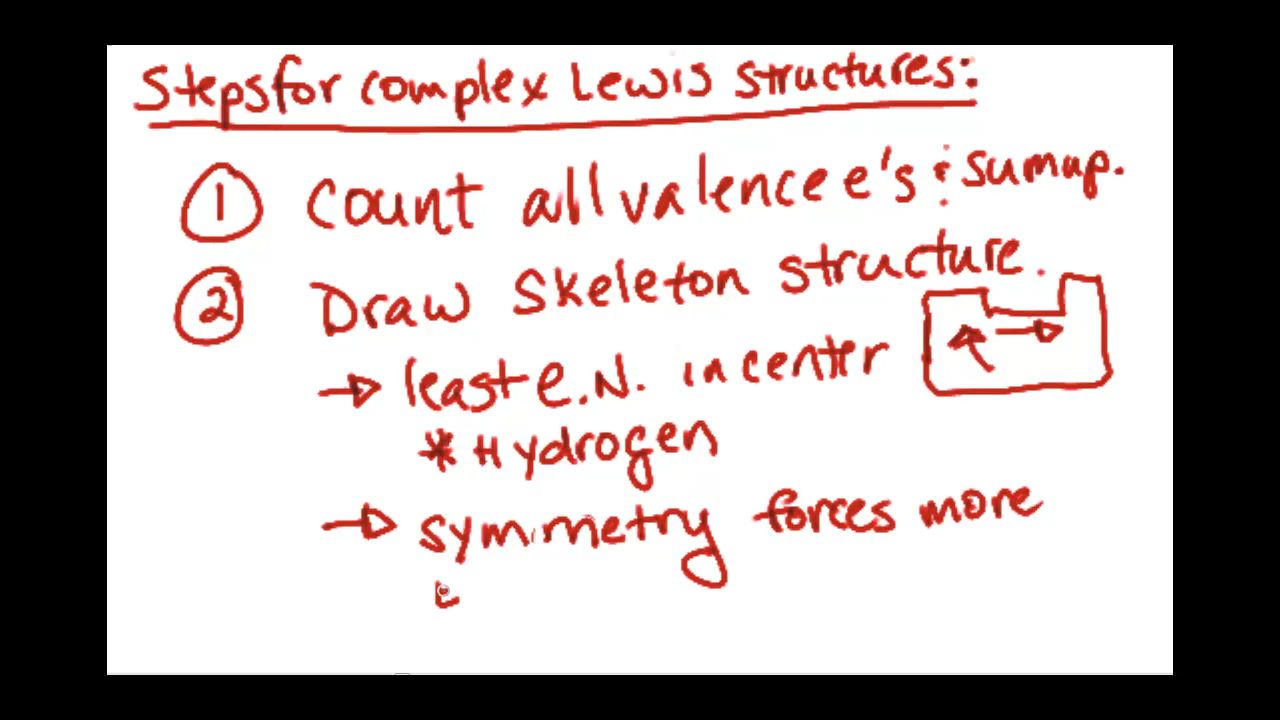 Steps for complex Lewis structures:
① Count all valence e's & sum up.
② Draw skeleton structure.
→ least e.N. in center
* Hydrogen
→ symmetry forces more